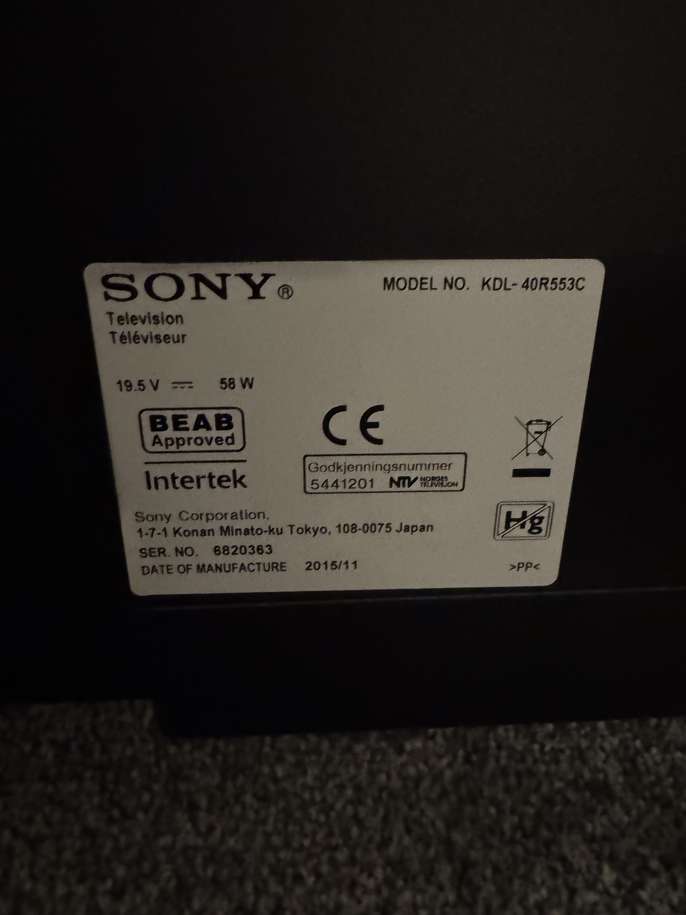 SONY®
MODEL NO. KDL-40R553C
Television
Téléviseur
19.5 V ⎓ 58 W
BEAB
Approved
Intertek
CE
Godkjenningsnummer
5441201 NTV NORGES TELEVISJON
Hg
Sony Corporation,
1-7-1 Konan Minato-ku Tokyo, 108-0075 Japan
SER. NO. 6820363
DATE OF MANUFACTURE 2015/11
>PP<